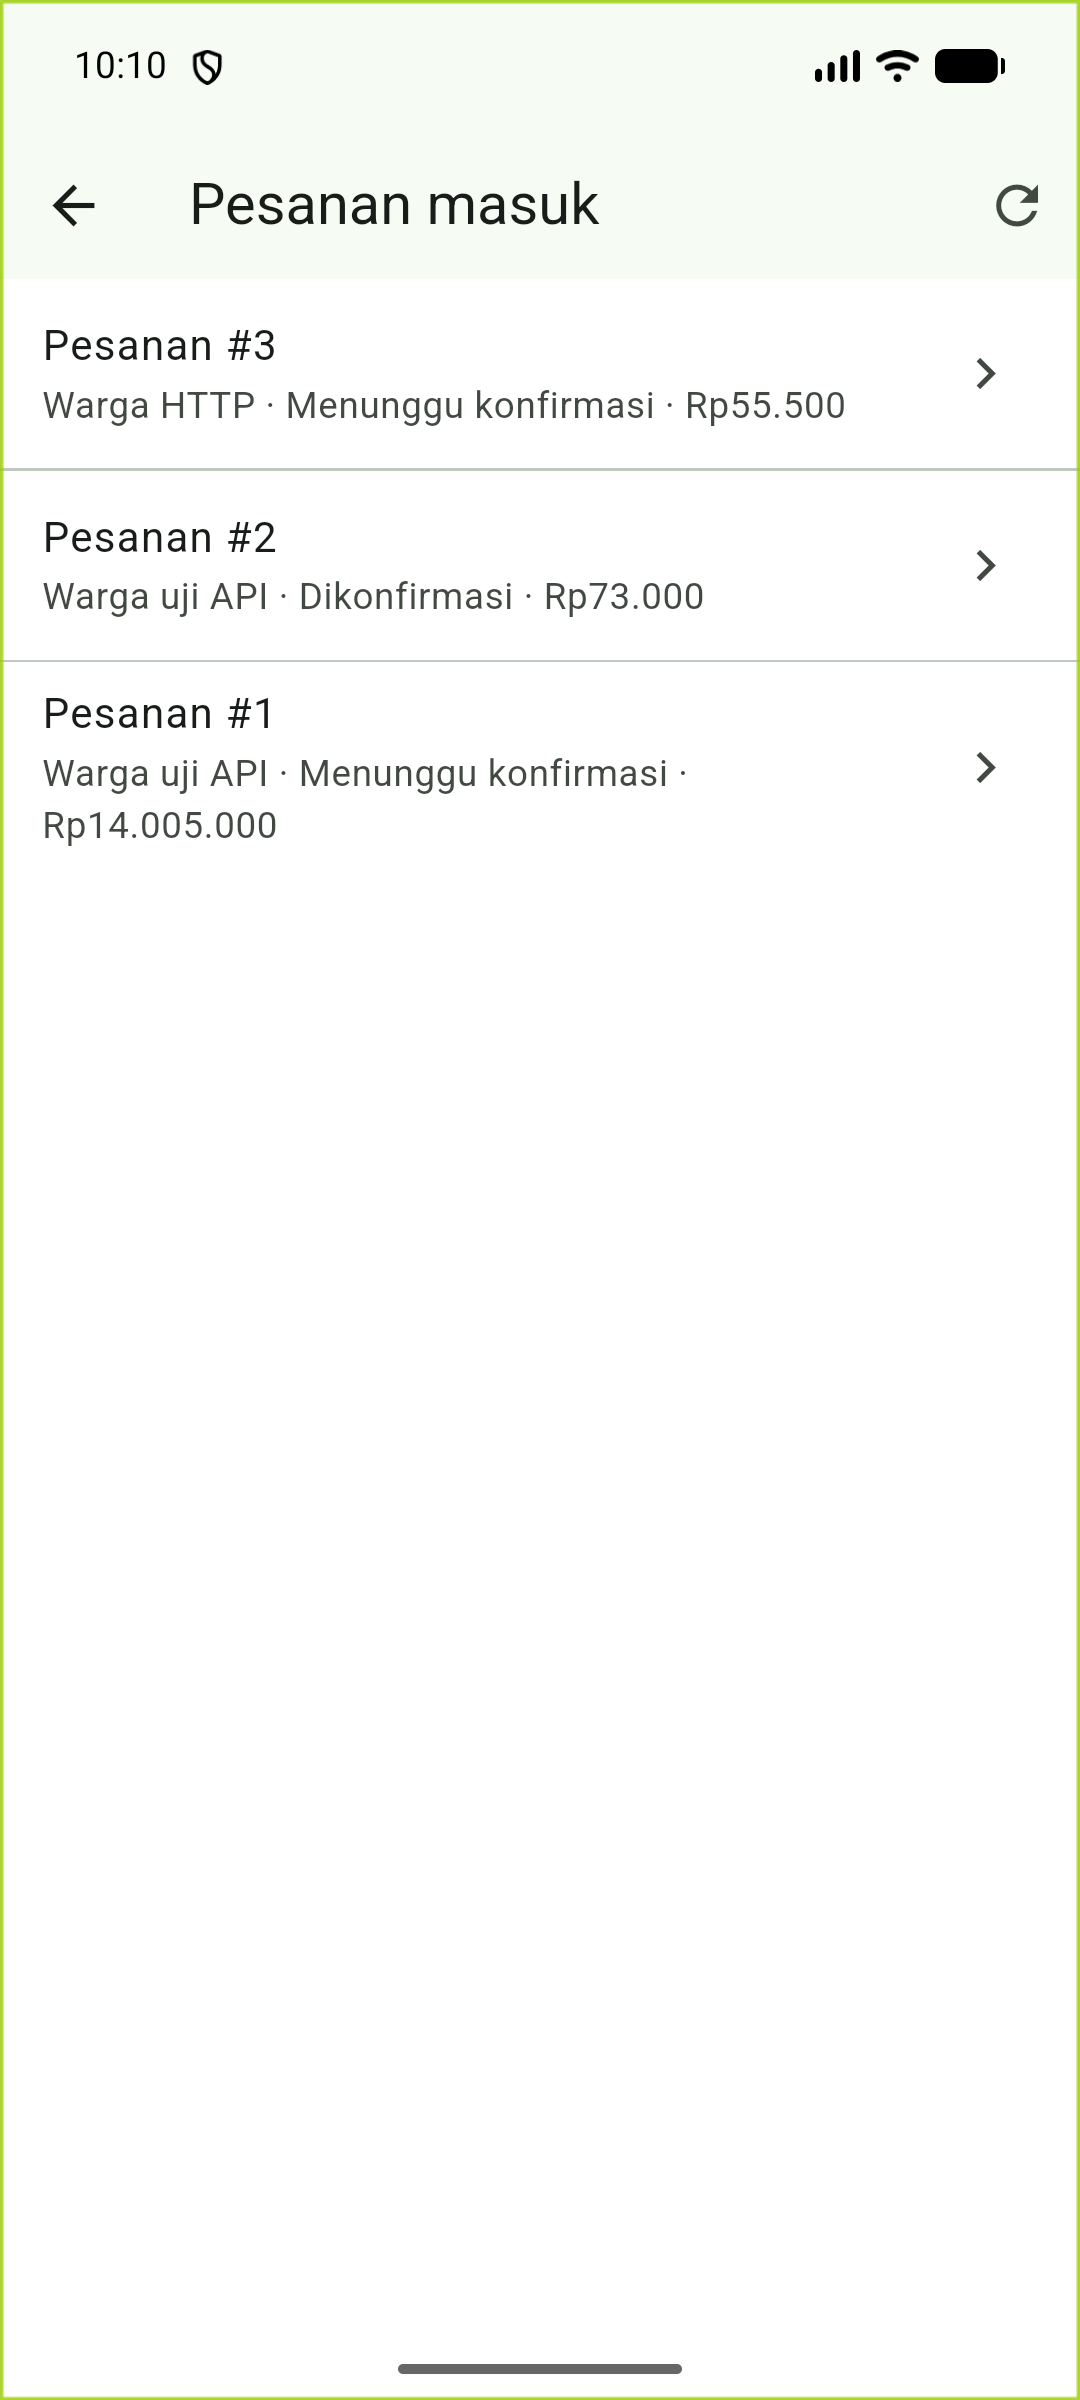 10:10
Pesanan masuk
Pesanan #3
Warga HTTP · Menunggu konfirmasi · Rp55.500
Pesanan #2
Warga uji API · Dikonfirmasi · Rp73.000
Pesanan #1
Warga uji API · Menunggu konfirmasi ·
Rp14.005.000